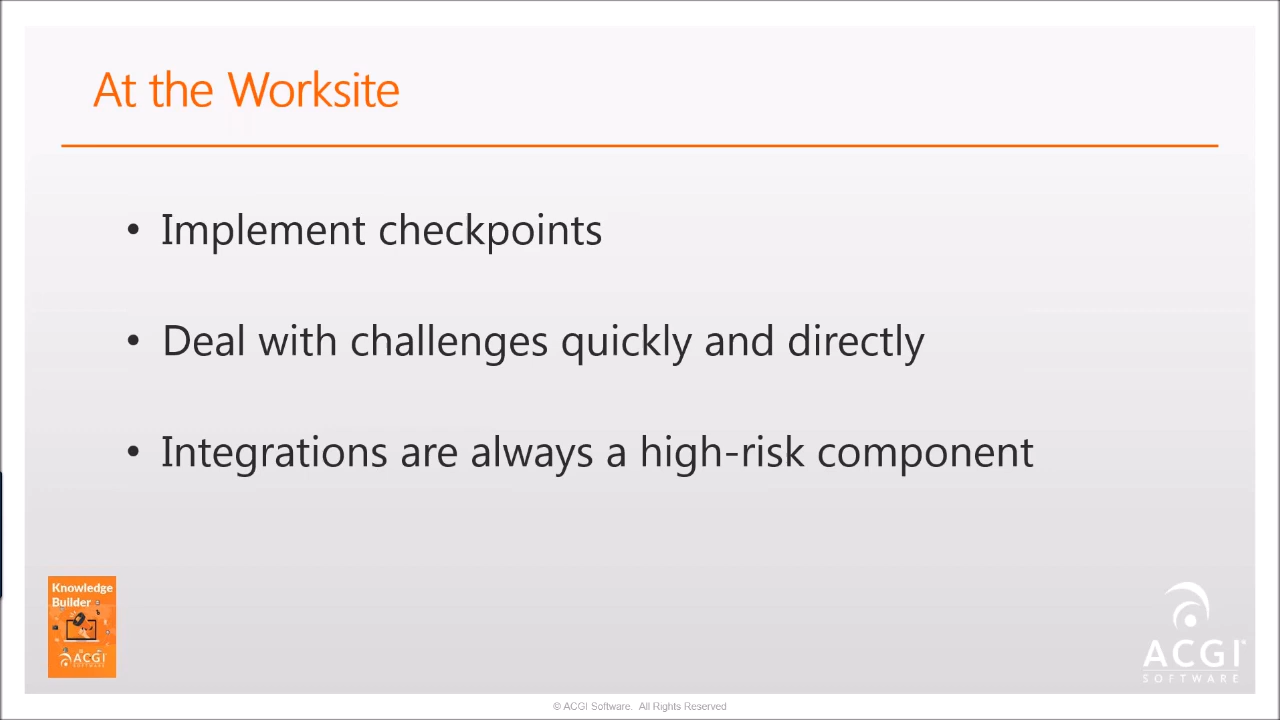 At the Worksite
• Implement checkpoints
• Deal with challenges quickly and directly
• Integrations are always a high-risk component
Knowledge
Builder
ACGI
SOFTWARE
ACGI
SOFTWARE
© ACGI Software. All Rights Reserved